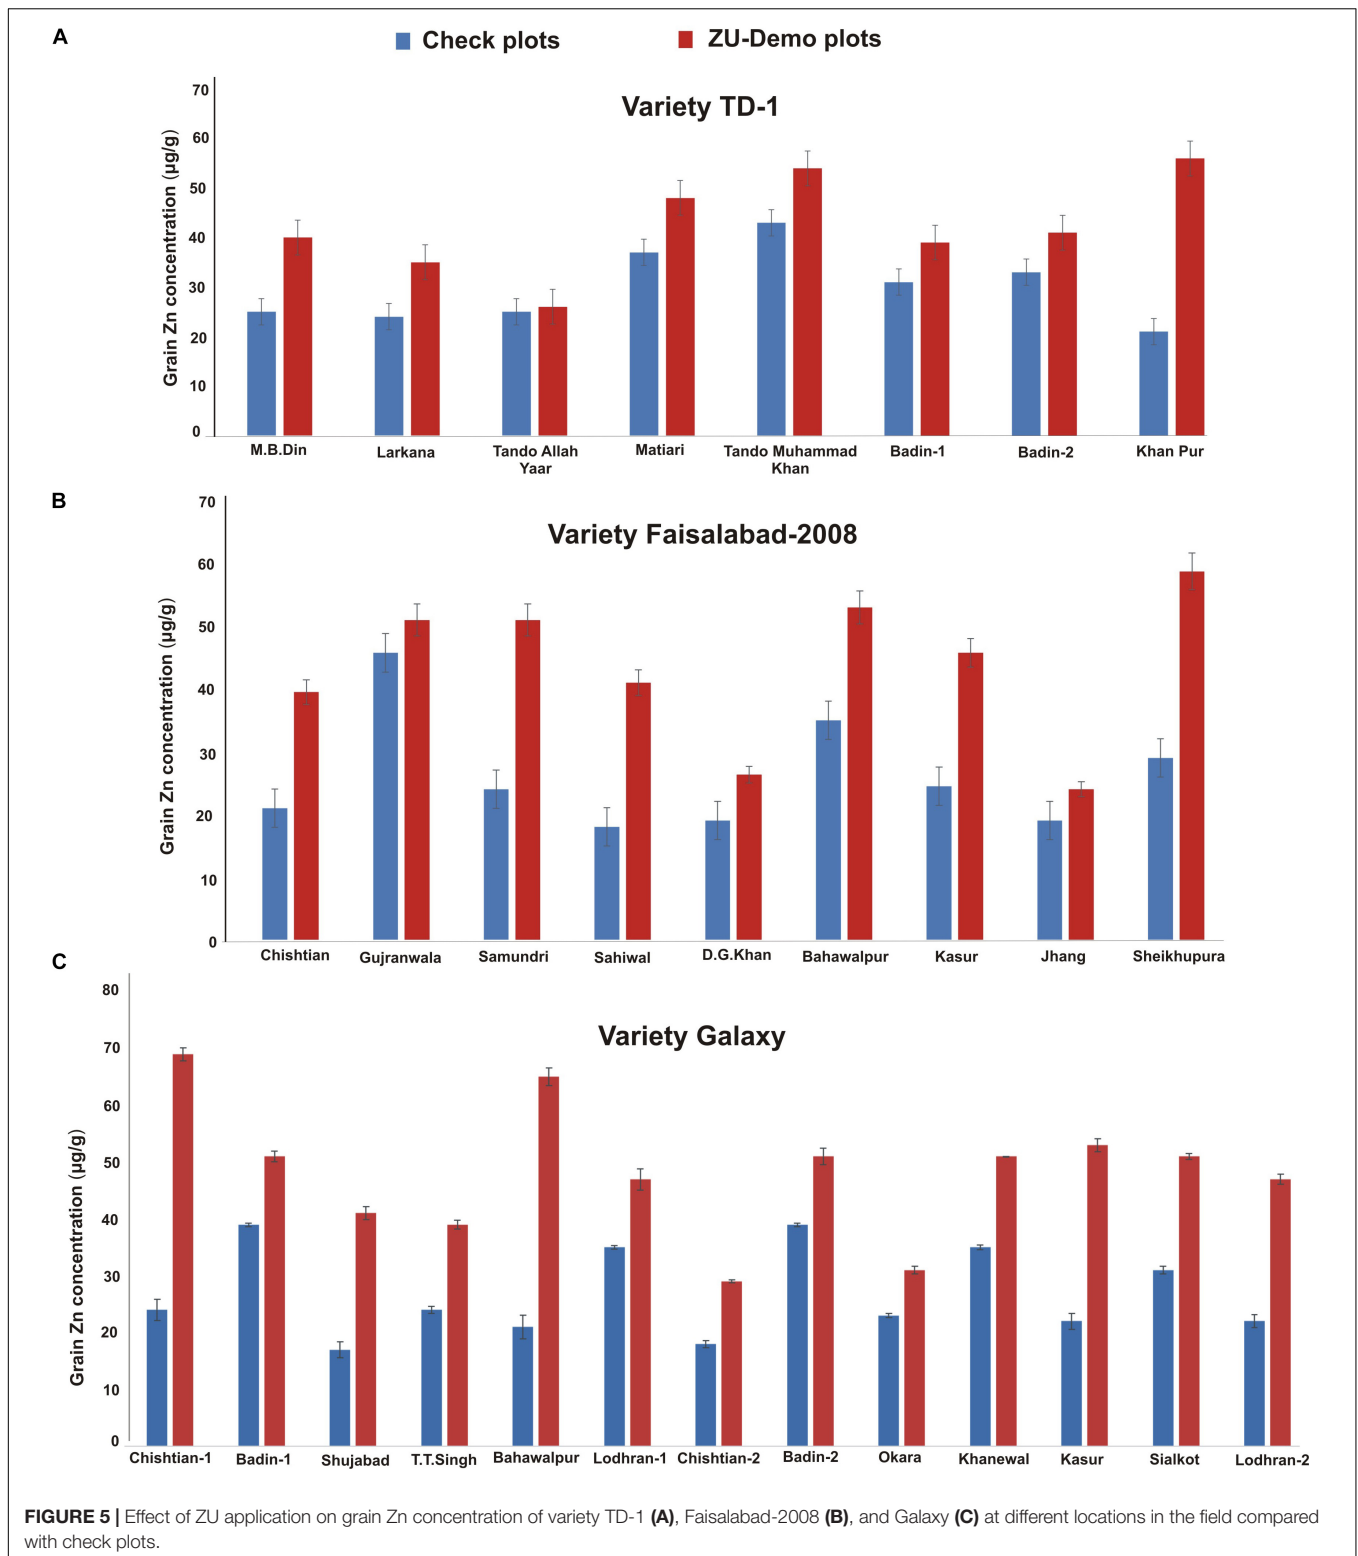 A
Check plots
ZU-Demo plots
Variety TD-1
Grain Zn concentration (µg/g)
70
60
50
40
30
20
10
0
M.B.Din
Larkana
Tando Allah
Yaar
Matiari
Tando Muhammad
Khan
Badin-1
Badin-2
Khan Pur
B
Variety Faisalabad-2008
Grain Zn concentration (µg/g)
70
60
50
40
30
20
10
0
Chishtian
Gujranwala
Samundri
Sahiwal
D.G.Khan
Bahawalpur
Kasur
Jhang
Sheikhupura
C
Variety Galaxy
Grain Zn concentration (µg/g)
80
70
60
50
40
30
20
10
0
Chishtian-1
Badin-1
Shujabad
T.T.Singh
Bahawalpur
Lodhran-1
Chishtian-2
Badin-2
Okara
Khanewal
Kasur
Sialkot
Lodhran-2
FIGURE 5 | Effect of ZU application on grain Zn concentration of variety TD-1 (A), Faisalabad-2008 (B), and Galaxy (C) at different locations in the field compared
with check plots.